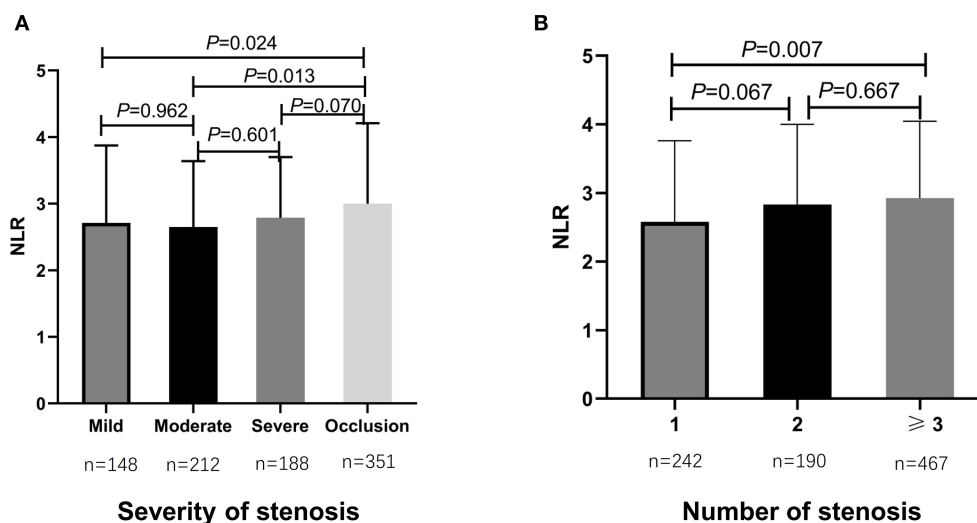 A
P=0.024
P=0.013
P=0.070
P=0.962
P=0.601
5
4
3
2
1
0
NLR
Mild Moderate Severe Occlusion
n=148 n=212 n=188 n=351
Severity of stenosis
B
P=0.007
P=0.067 P=0.667
5
4
3
2
1
0
NLR
1 2 ⩾ 3
n=242 n=190 n=467
Number of stenosis